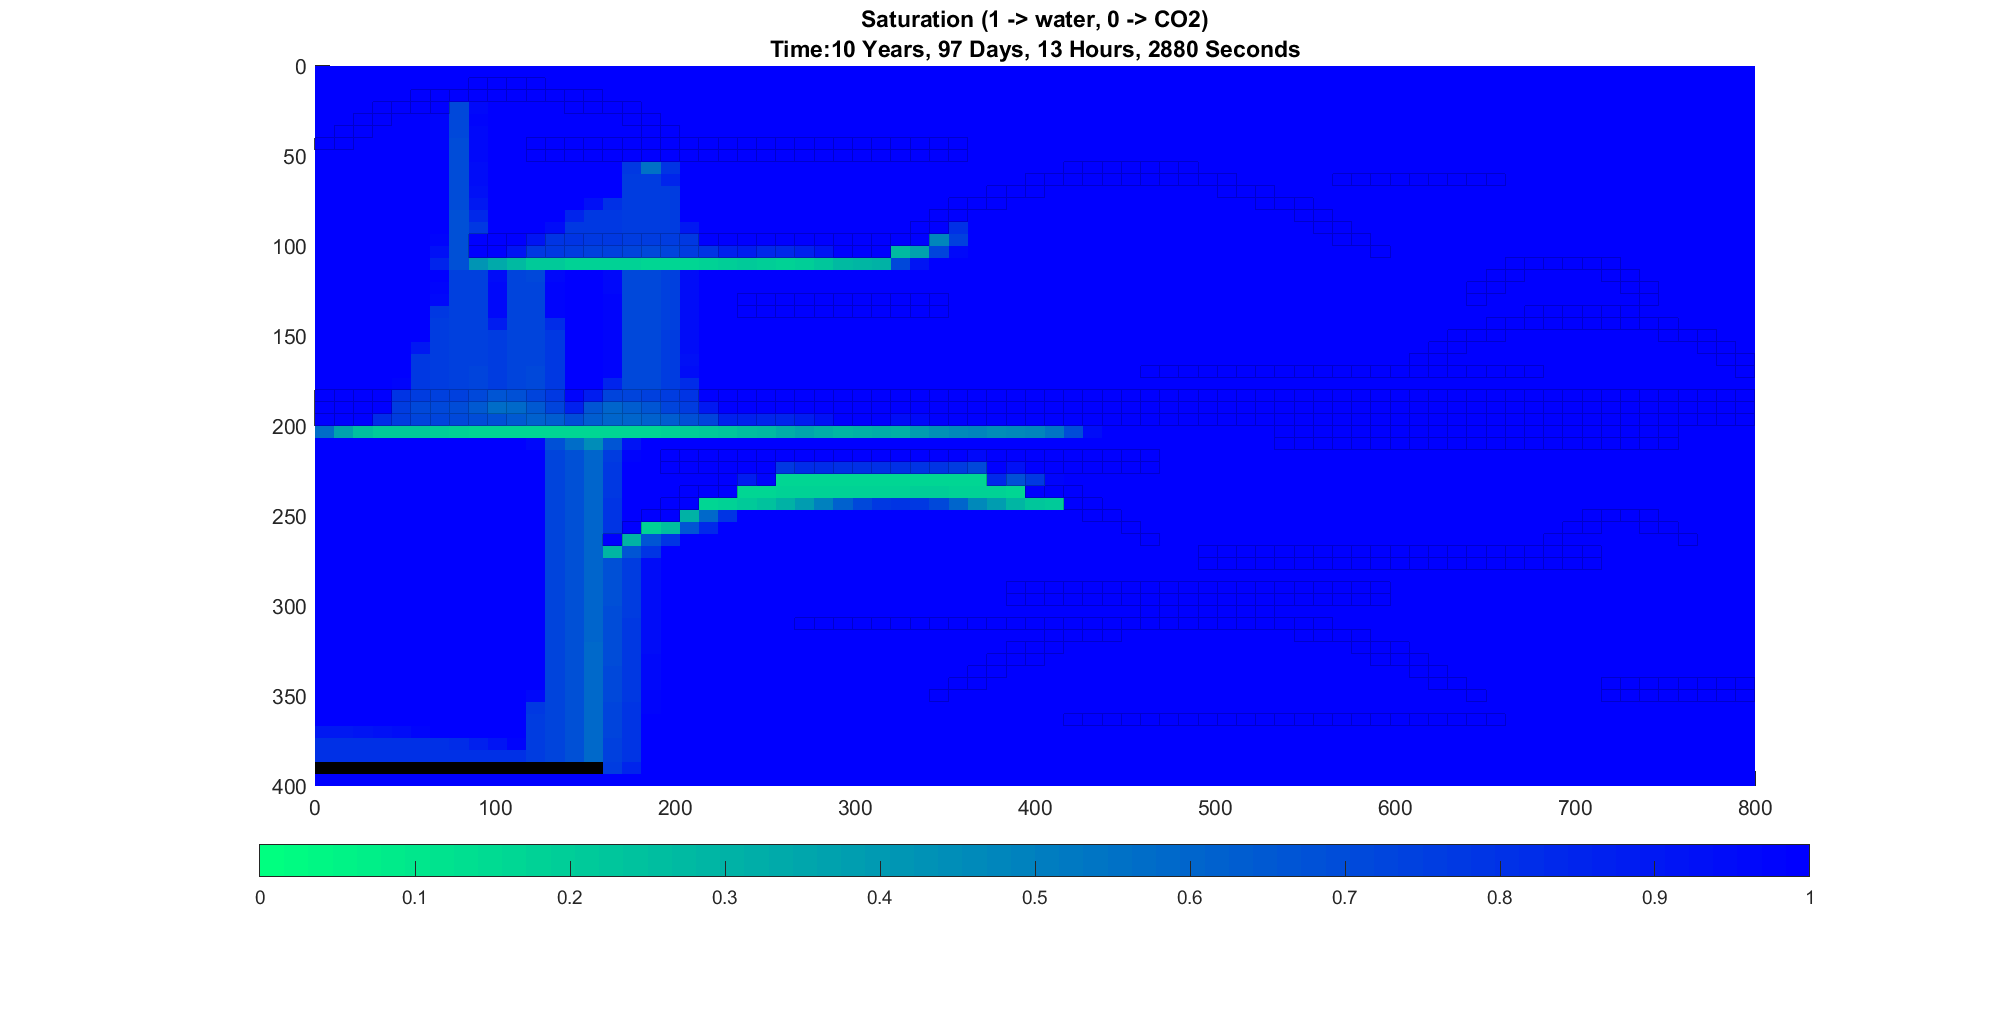 Saturation (1 -> water, 0 -> CO2)
Time:10 Years, 97 Days, 13 Hours, 2880 Seconds
0
50
100
150
200
250
300
350
400
0 100 200 300 400 500 600 700 800
0 0.1 0.2 0.3 0.4 0.5 0.6 0.7 0.8 0.9 1